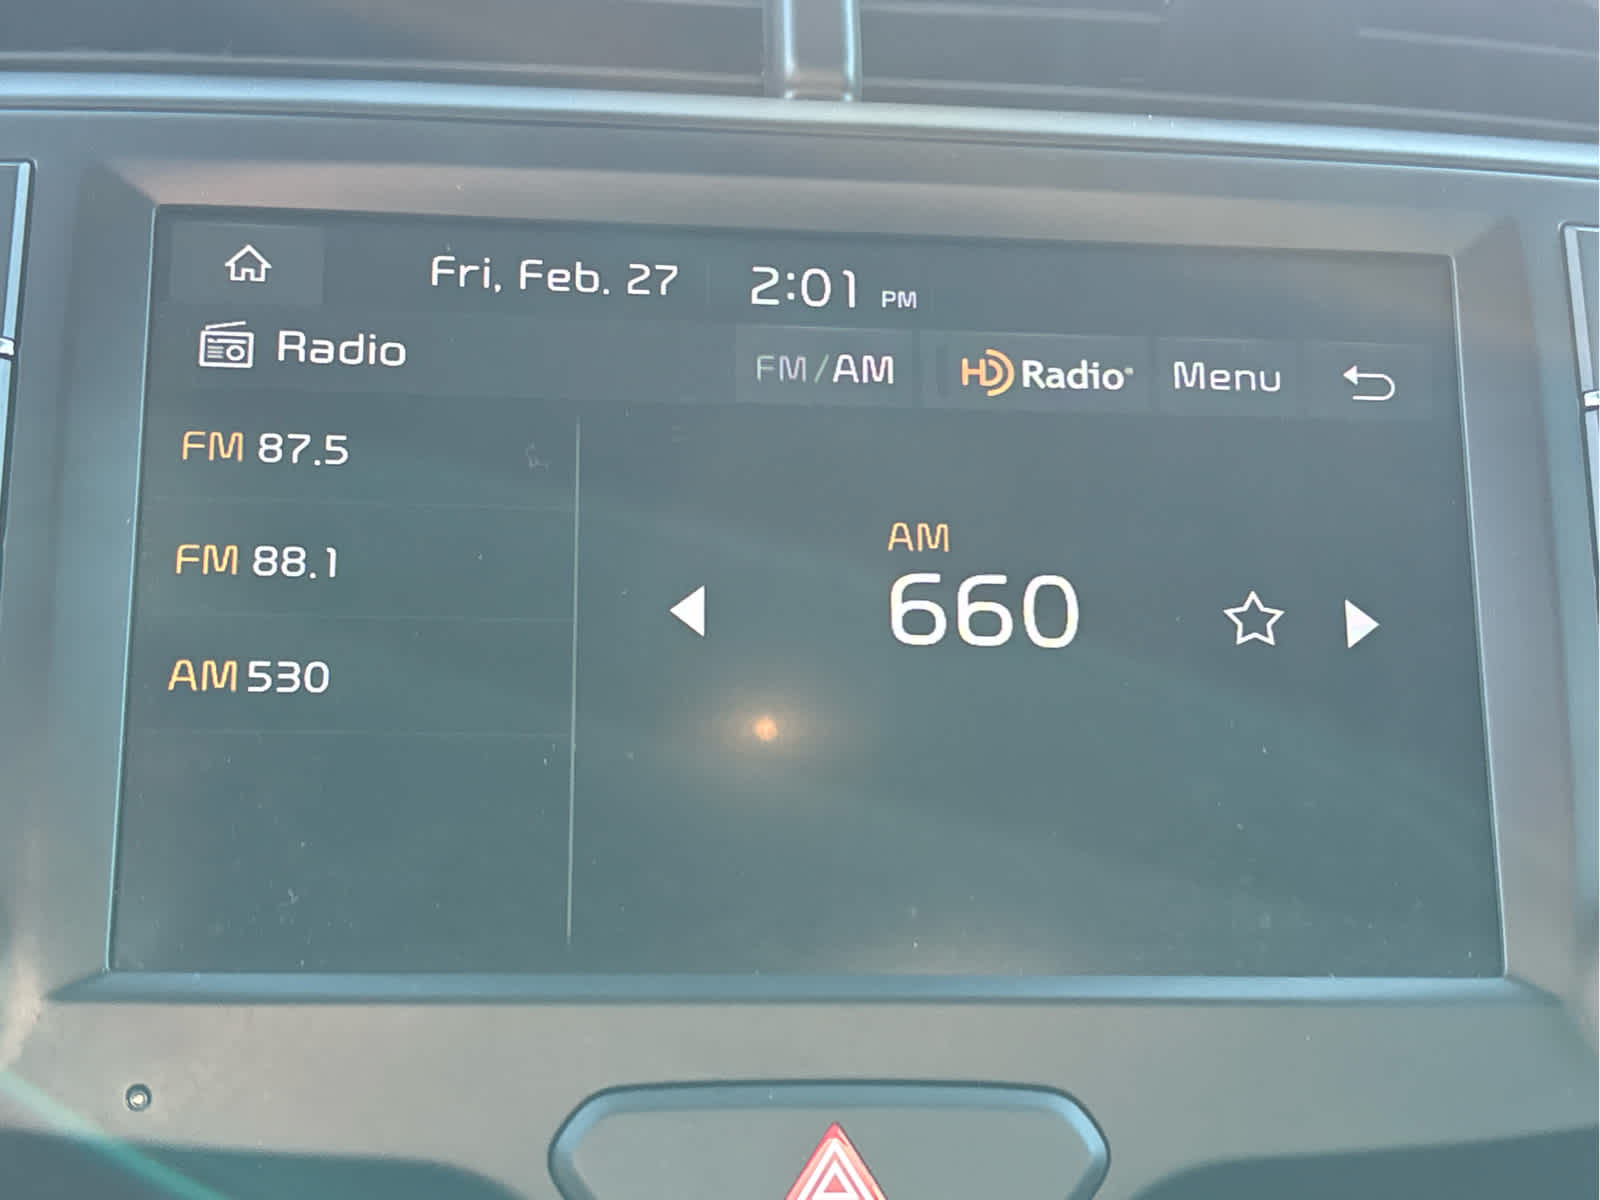 Fri, Feb. 27 2:01 PM
Radio FM/AM HD Radio Menu
FM 87.5
FM 88.1
AM 530
AM
660